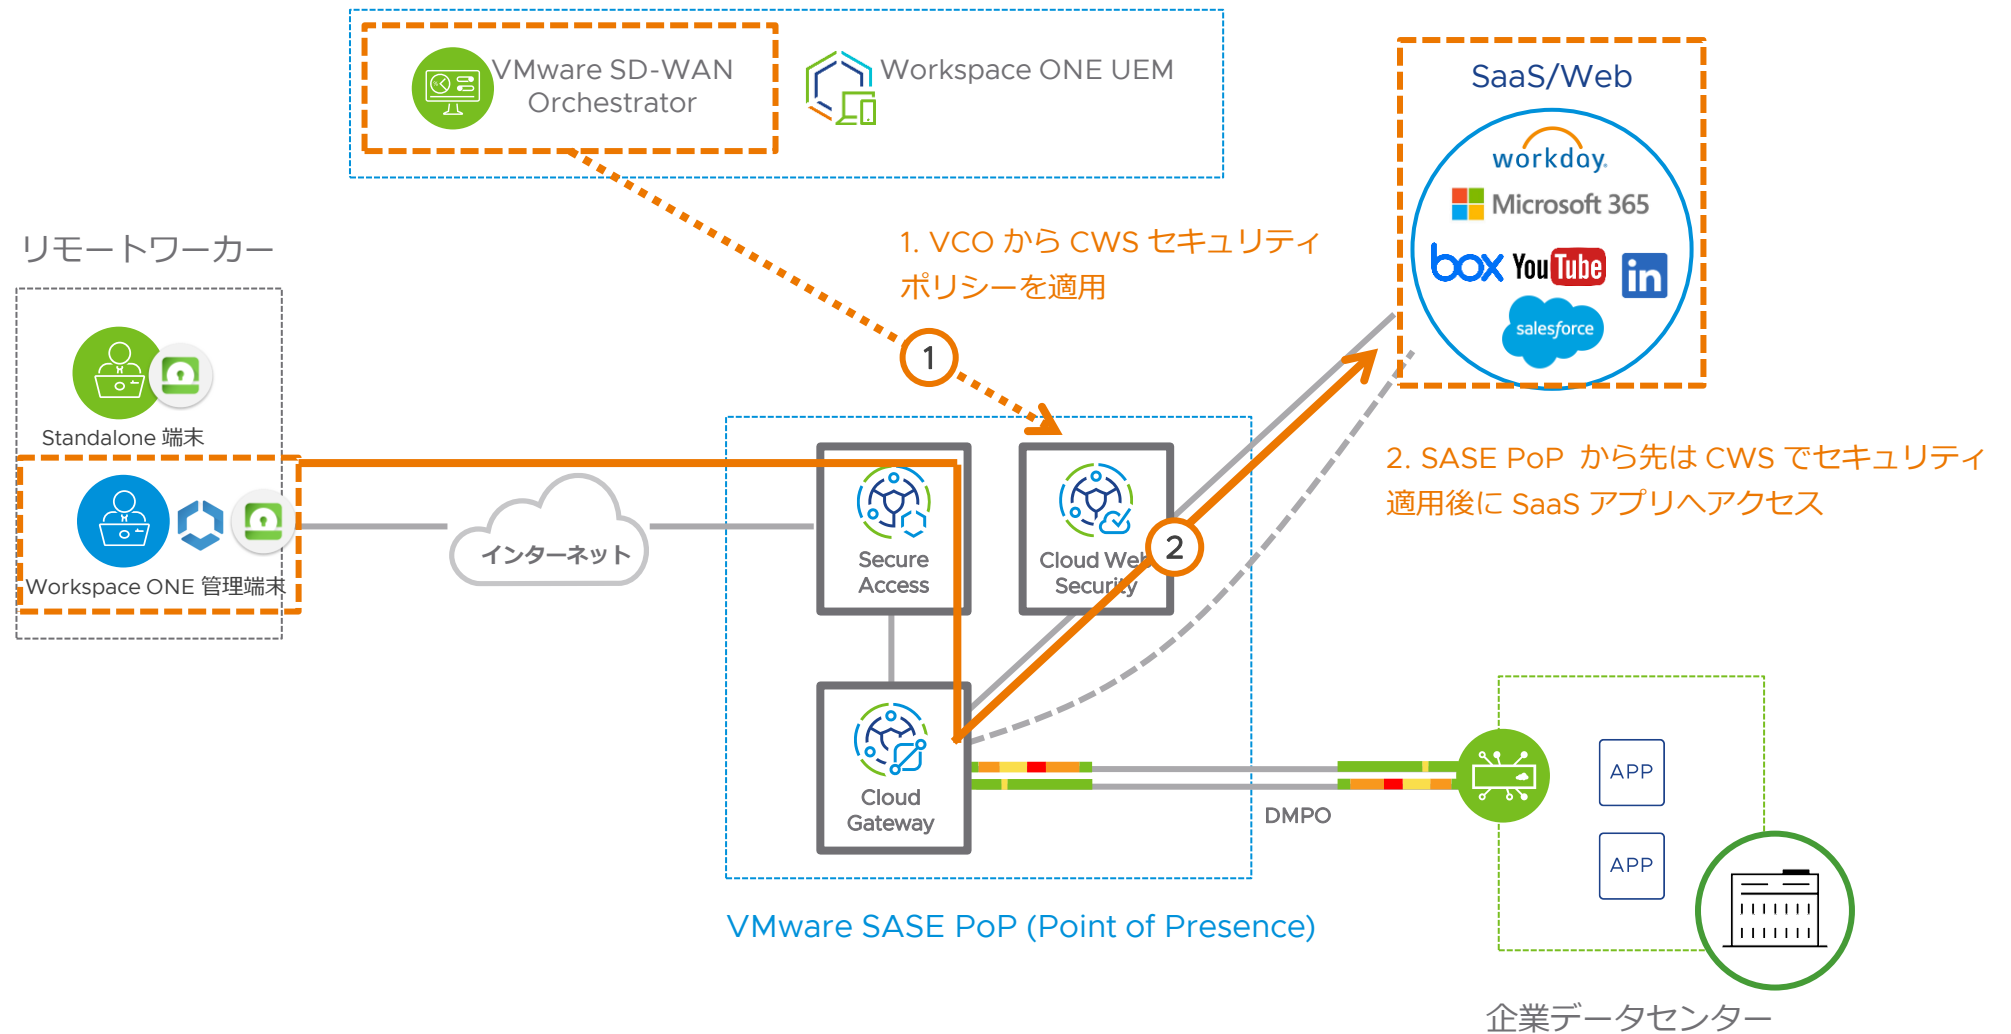 VMware SD-WAN
Orchestrator
Workspace ONE UEM
SaaS/Web
workday.
Microsoft 365
box
YouTube
in
salesforce
1. VCO から CWS セキュリティ
ポリシーを適用
リモートワーカー
1
Standalone 端末
Workspace ONE 管理端末
インターネット
Secure
Access
Cloud Web
Security
2
2. SASE PoP から先は CWS でセキュリティ
適用後に SaaS アプリへアクセス
Cloud
Gateway
DMPO
APP
APP
VMware SASE PoP (Point of Presence)
企業データセンター